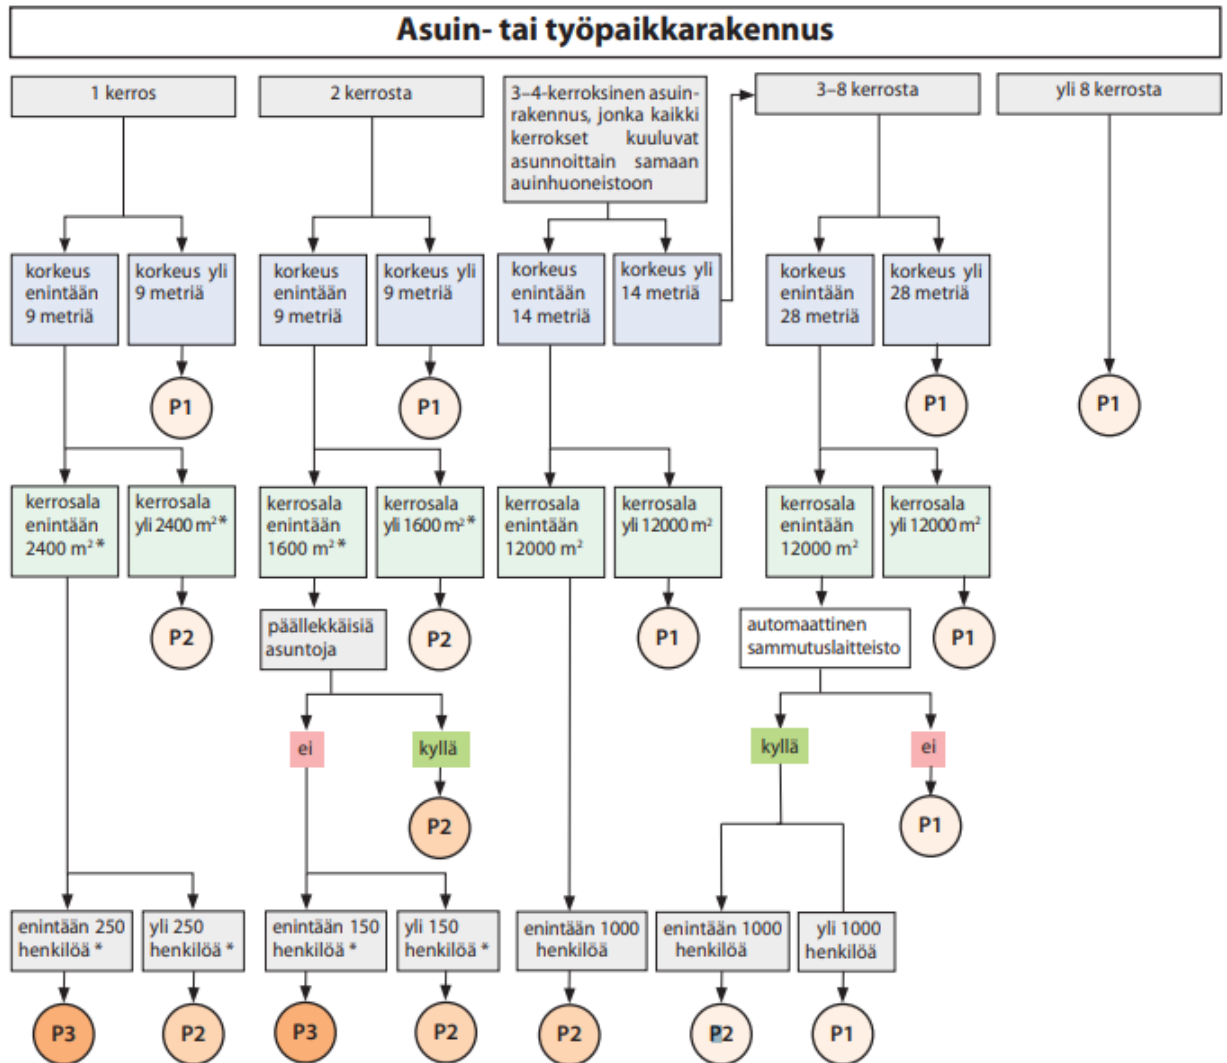 Asuin- tai työpaikkarakennus
1 kerros
2 kerrosta
3–4-kerroksinen asuin-
rakennus, jonka kaikki
kerrokset kuuluvat
asunnoittain samaan
auinhuoneistoon
3–8 kerrosta
yli 8 kerrosta
korkeus
enintään
9 metriä
korkeus yli
9 metriä
korkeus
enintään
9 metriä
korkeus yli
9 metriä
korkeus
enintään
14 metriä
korkeus yli
14 metriä
korkeus
enintään
28 metriä
korkeus yli
28 metriä
P1
P1
P1
P1
kerrosala
enintään
2400 m²*
kerrosala
yli 2400 m²*
kerrosala
enintään
1600 m²*
kerrosala
yli 1600 m²*
kerrosala
enintään
12000 m²
kerrosala
yli 12000 m²
kerrosala
enintään
12000 m²
kerrosala
yli 12000 m²
P2
päällekkäisiä
asuntoja
P2
P1
automaattinen
sammutuslaitteisto
P1
ei
kyllä
kyllä
ei
P2
P1
enintään 250
henkilöä *
yli 250
henkilöä *
enintään 150
henkilöä *
yli 150
henkilöä *
enintään 1000
henkilöä
enintään 1000
henkilöä
yli 1000
henkilöä
P3
P2
P3
P2
P2
P2
P1